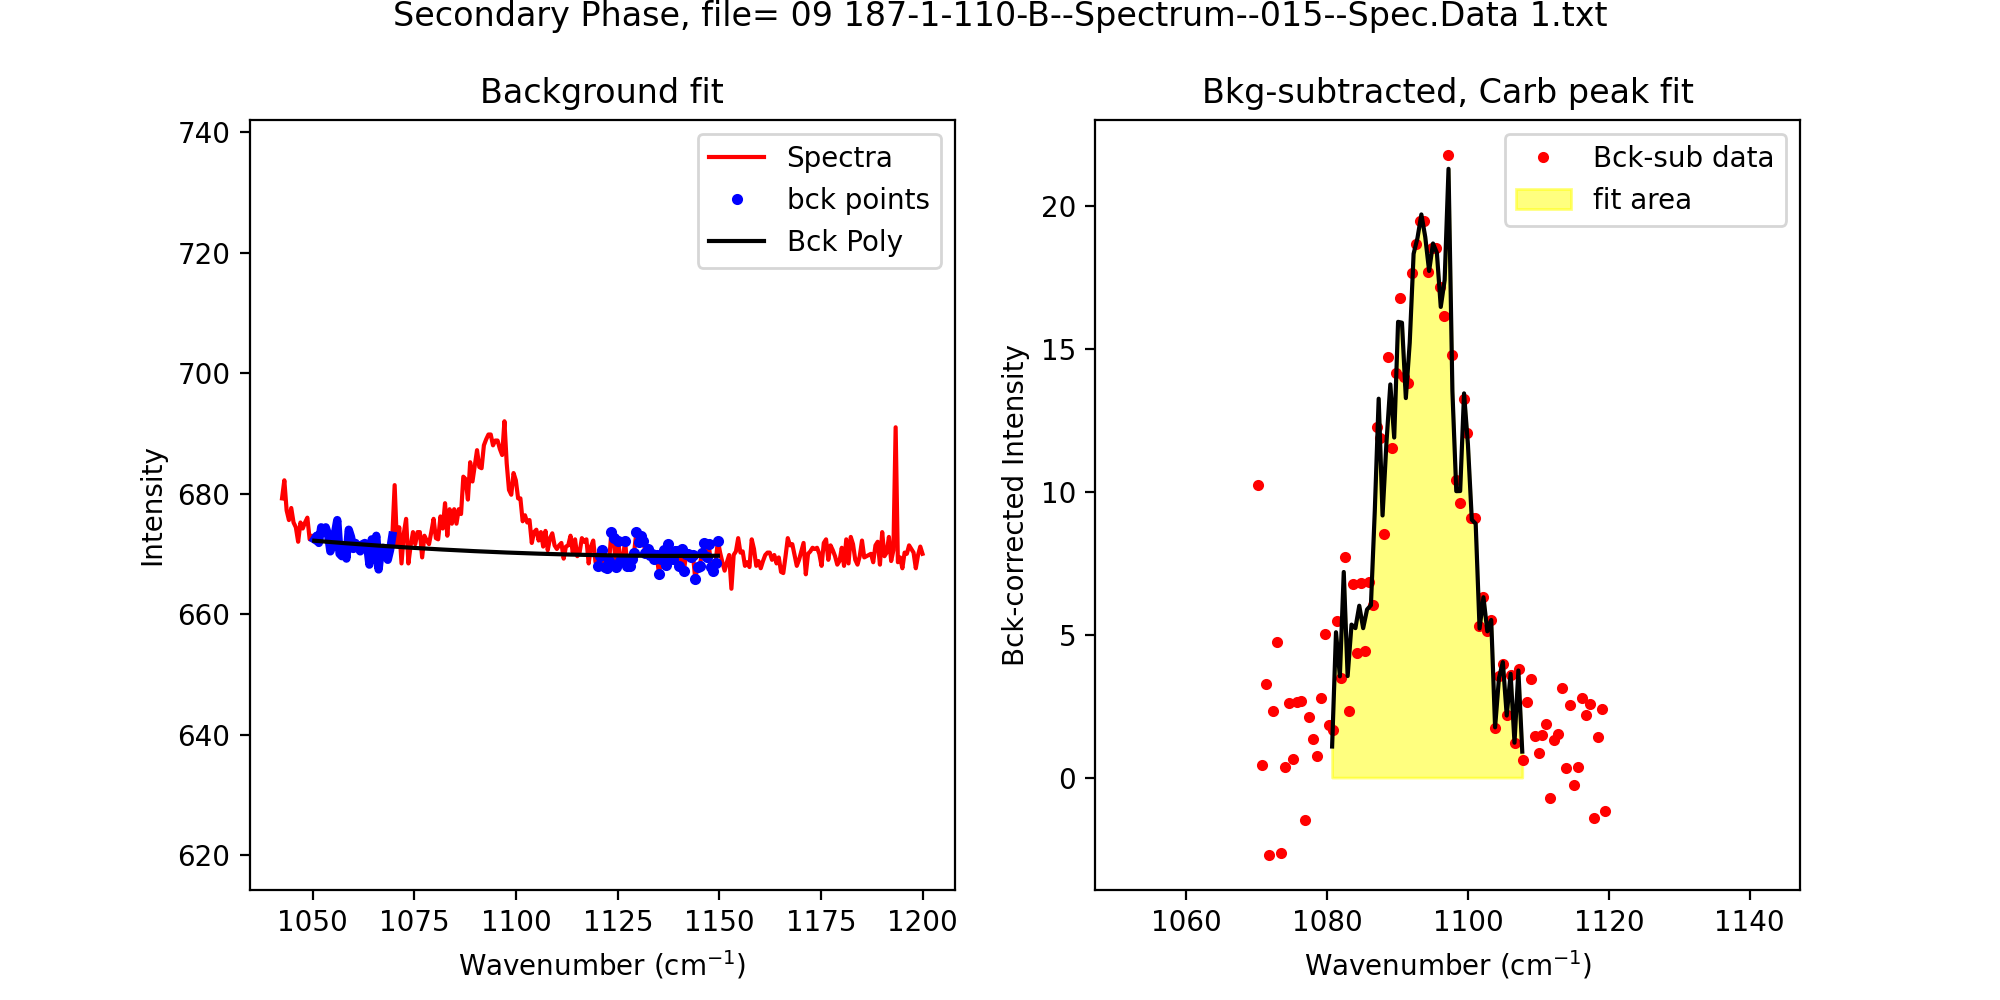 Secondary Phase, file= 09 187-1-110-B--Spectrum--015--Spec.Data 1.txt
Background fit
740
720
700
680
660
640
620
Intensity
Spectra
bck points
Bck Poly
1050 1075 1100 1125 1150 1175 1200
Wavenumber (cm⁻¹)
Bkg-subtracted, Carb peak fit
20
15
10
5
0
Bck-corrected Intensity
Bck-sub data
fit area
1060 1080 1100 1120 1140
Wavenumber (cm⁻¹)